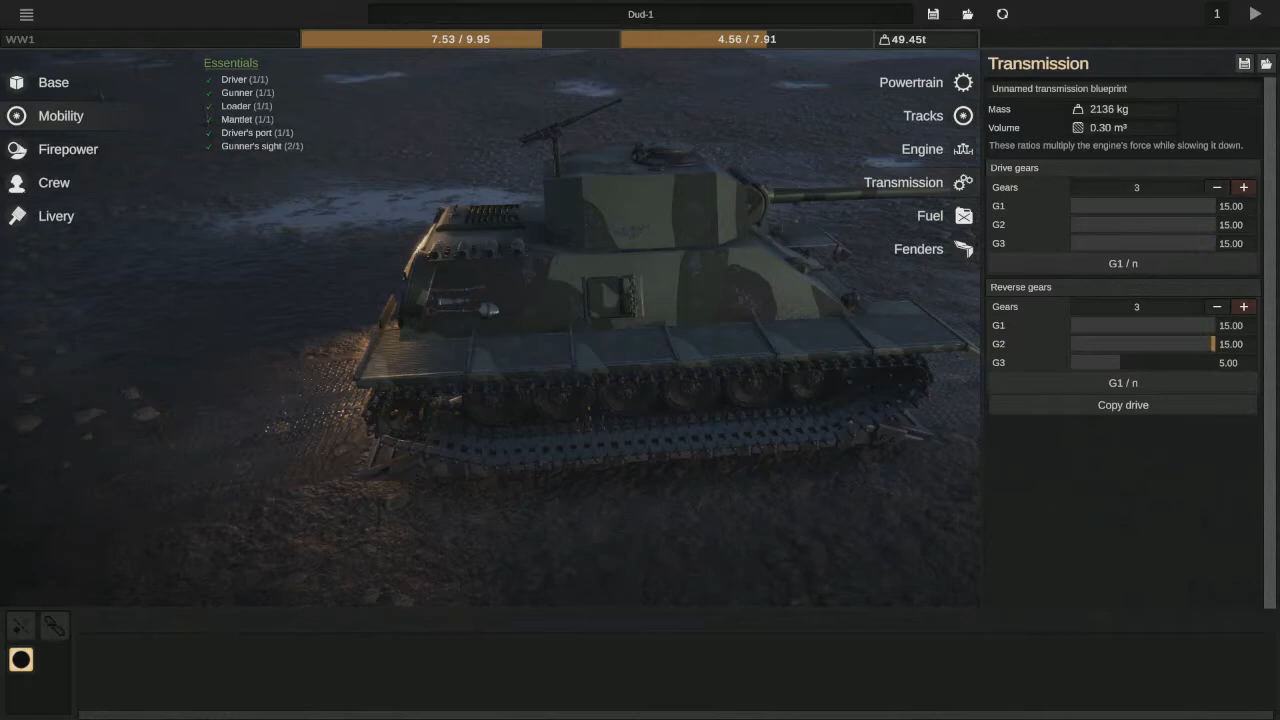 Dud-1
1
WW1
7.53 / 9.95
4.56 / 7.91
49.45t
Base
Mobility
Firepower
Crew
Livery
Essentials
Driver (1/1)
Gunner (1/1)
Loader (1/1)
Mantlet (1/1)
Driver's port (1/1)
Gunner's sight (2/1)
Powertrain
Tracks
Engine
Transmission
Fuel
Fenders
Transmission
Unnamed transmission blueprint
Mass 2136 kg
Volume 0.30 m³
These ratios multiply the engine's force while slowing it down.
Drive gears
Gears 3 − +
G1 15.00
G2 15.00
G3 15.00
G1 / n
Reverse gears
Gears 3 − +
G1 15.00
G2 15.00
G3 5.00
G1 / n
Copy drive